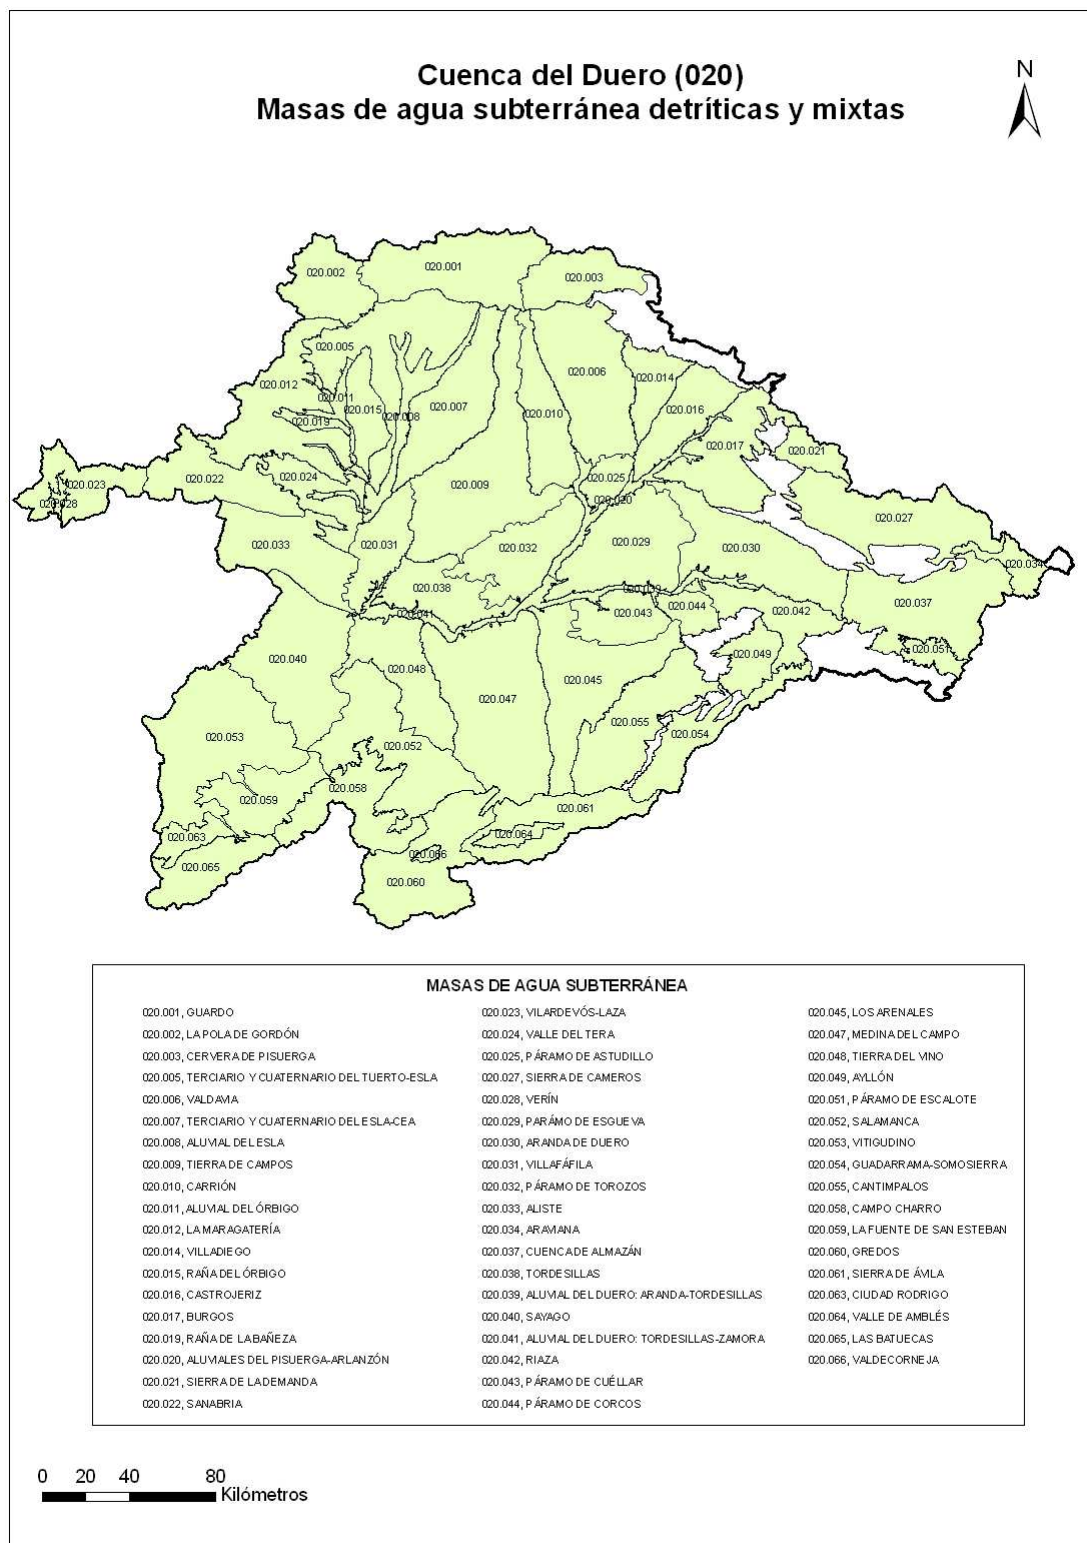 Cuenca del Duero (020)
Masas de agua subterránea detríticas y mixtas
N
020.002
020.001
020.003
020.005
020.012
020.011
020.015
020.008
020.007
020.010
020.006
020.014
020.016
020.019
020.017
020.021
020.023
020.028
020.022
020.024
020.009
020.025
020.020
020.027
020.033
020.031
020.032
020.029
020.030
020.034
020.038
020.041
020.039
020.043
020.044
020.042
020.037
020.040
020.048
020.049
020.051
020.047
020.045
020.053
020.052
020.055
020.054
020.059
020.058
020.061
020.063
020.064
020.065
020.066
020.060
MASAS DE AGUA SUBTERRÁNEA
020.001, GUARDO
020.002, LA POLA DE GORDÓN
020.003, CERVERA DE PISUERGA
020.005, TERCIARIO Y CUATERNARIO DEL TUERTO-ESLA
020.006, VALDAVIA
020.007, TERCIARIO Y CUATERNARIO DEL ESLA-CEA
020.008, ALUVIAL DEL ESLA
020.009, TIERRA DE CAMPOS
020.010, CARRIÓN
020.011, ALUVIAL DEL ÓRBIGO
020.012, LA MARAGATERÍA
020.014, VILLADIEGO
020.015, RAÑA DEL ÓRBIGO
020.016, CASTROJERIZ
020.017, BURGOS
020.019, RAÑA DE LA BAÑEZA
020.020, ALUVIALES DEL PISUERGA-ARLANZÓN
020.021, SIERRA DE LA DEMANDA
020.022, SANABRIA
020.023, VILARDEVÓS-LAZA
020.024, VALLE DEL TERA
020.025, PÁRAMO DE ASTUDILLO
020.027, SIERRA DE CAMEROS
020.028, VERÍN
020.029, PARÁMO DE ESGUEVA
020.030, ARANDA DE DUERO
020.031, VILLAFÁFILA
020.032, PÁRAMO DE TOROZOS
020.033, ALISTE
020.034, ARAVIANA
020.037, CUENCA DE ALMAZÁN
020.038, TORDESILLAS
020.039, ALUVIAL DEL DUERO: ARANDA-TORDESILLAS
020.040, SAYAGO
020.041, ALUVIAL DEL DUERO: TORDESILLAS-ZAMORA
020.042, RIAZA
020.043, PÁRAMO DE CUÉLLAR
020.044, PÁRAMO DE CORCOS
020.045, LOS ARENALES
020.047, MEDINA DEL CAMPO
020.048, TIERRA DEL VINO
020.049, AYLLÓN
020.051, PÁRAMO DE ESCALOTE
020.052, SALAMANCA
020.053, VITIGUDINO
020.054, GUADARRAMA-SOMOSIERRA
020.055, CANTIMPALOS
020.058, CAMPO CHARRO
020.059, LA FUENTE DE SAN ESTEBAN
020.060, GREDOS
020.061, SIERRA DE ÁVILA
020.063, CIUDAD RODRIGO
020.064, VALLE DE AMBLÉS
020.065, LAS BATUECAS
020.066, VALDECORNEJA
0 20 40 80
Kilómetros